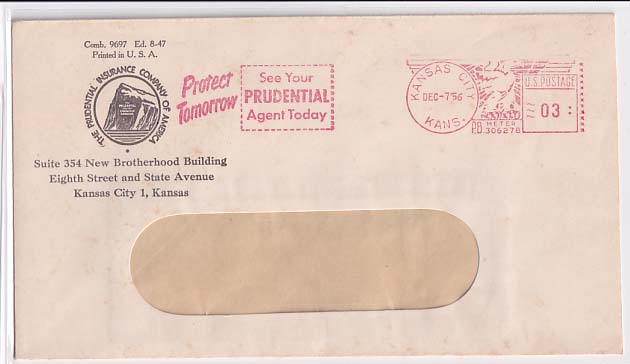 Comb. 9697 Ed. 8-47
Printed in U. S. A.
THE PRUDENTIAL INSURANCE COMPANY OF AMERICA
Protect
Tomorrow
See Your
PRUDENTIAL
Agent Today
KANSAS CITY
DEC-7'56
KANS.
U.S. POSTAGE
03
METER
P.B. 306278
Suite 354 New Brotherhood Building
Eighth Street and State Avenue
Kansas City 1, Kansas